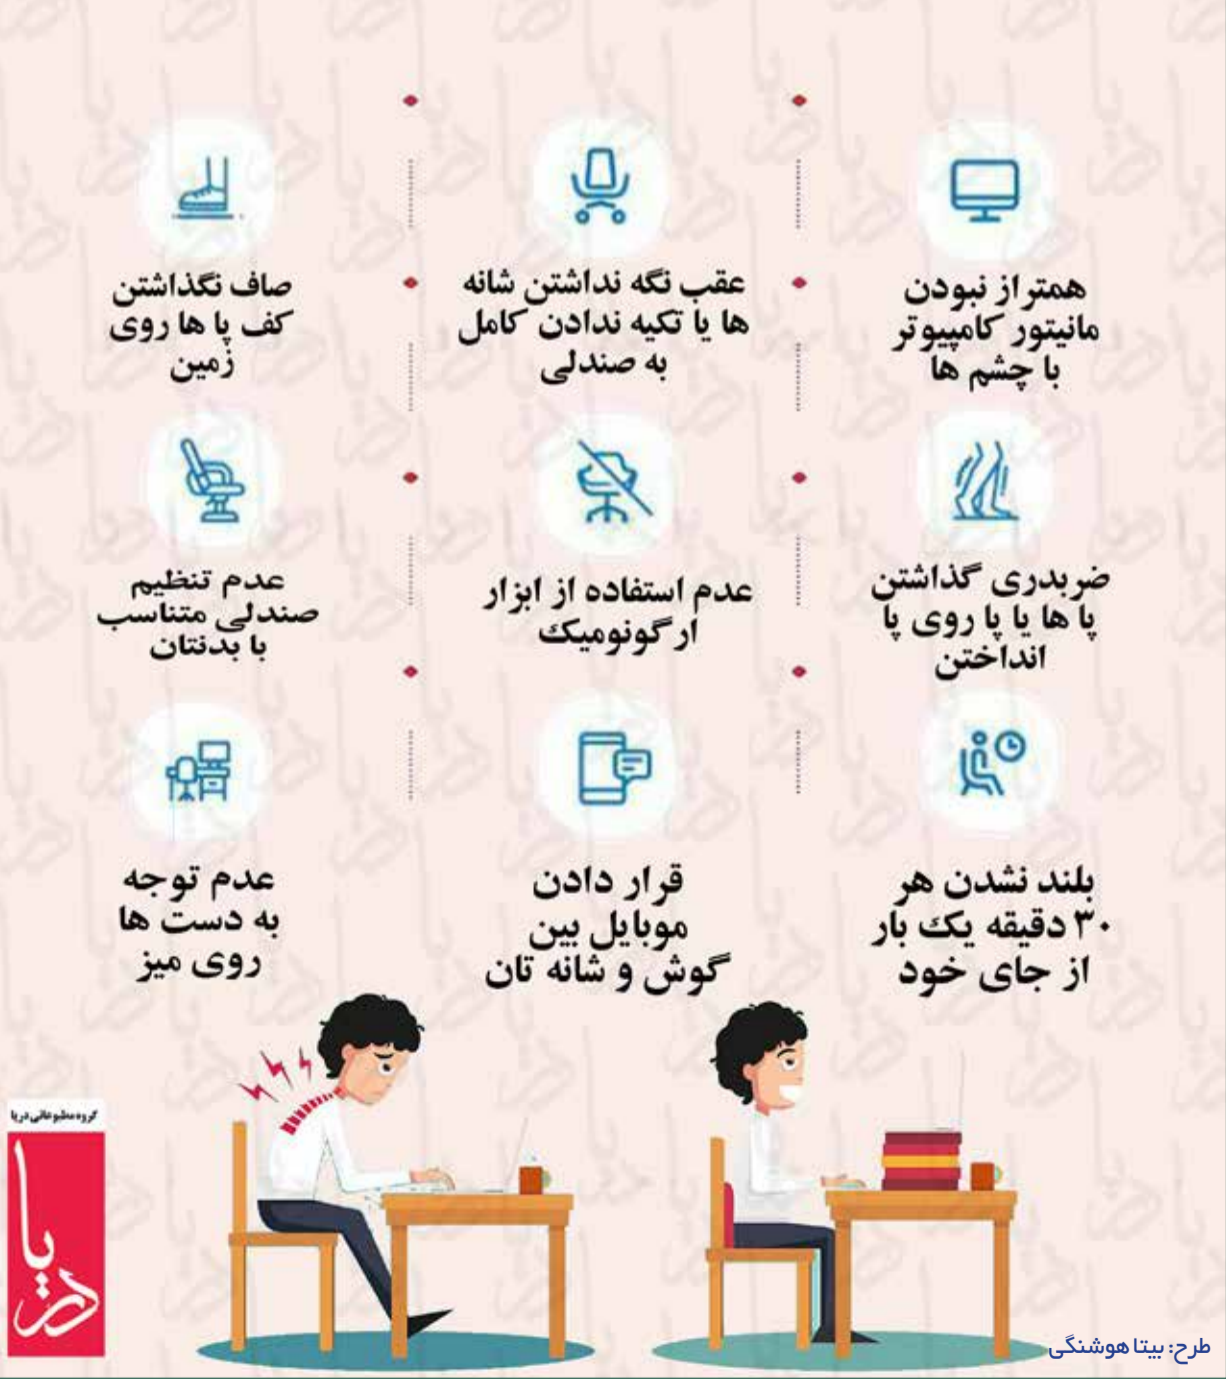 همتراز نبودن
مانیتور کامپیوتر
با چشم ها
عقب نگه نداشتن شانه
ها یا تکیه ندادن کامل
به صندلی
صاف نگذاشتن
کف پا ها روی
زمین
ضربدری گذاشتن
پا ها یا پا روی پا
انداختن
عدم استفاده از ابزار
ارگونومیک
عدم تنظیم
صندلی متناسب
با بدنتان
بلند نشدن هر
۳۰ دقیقه یک بار
از جای خود
قرار دادن
موبایل بین
گوش و شانه تان
عدم توجه
به دست ها
روی میز
گروه مطبوعاتی دریا
دریا
طرح: بیتا هوشنگی